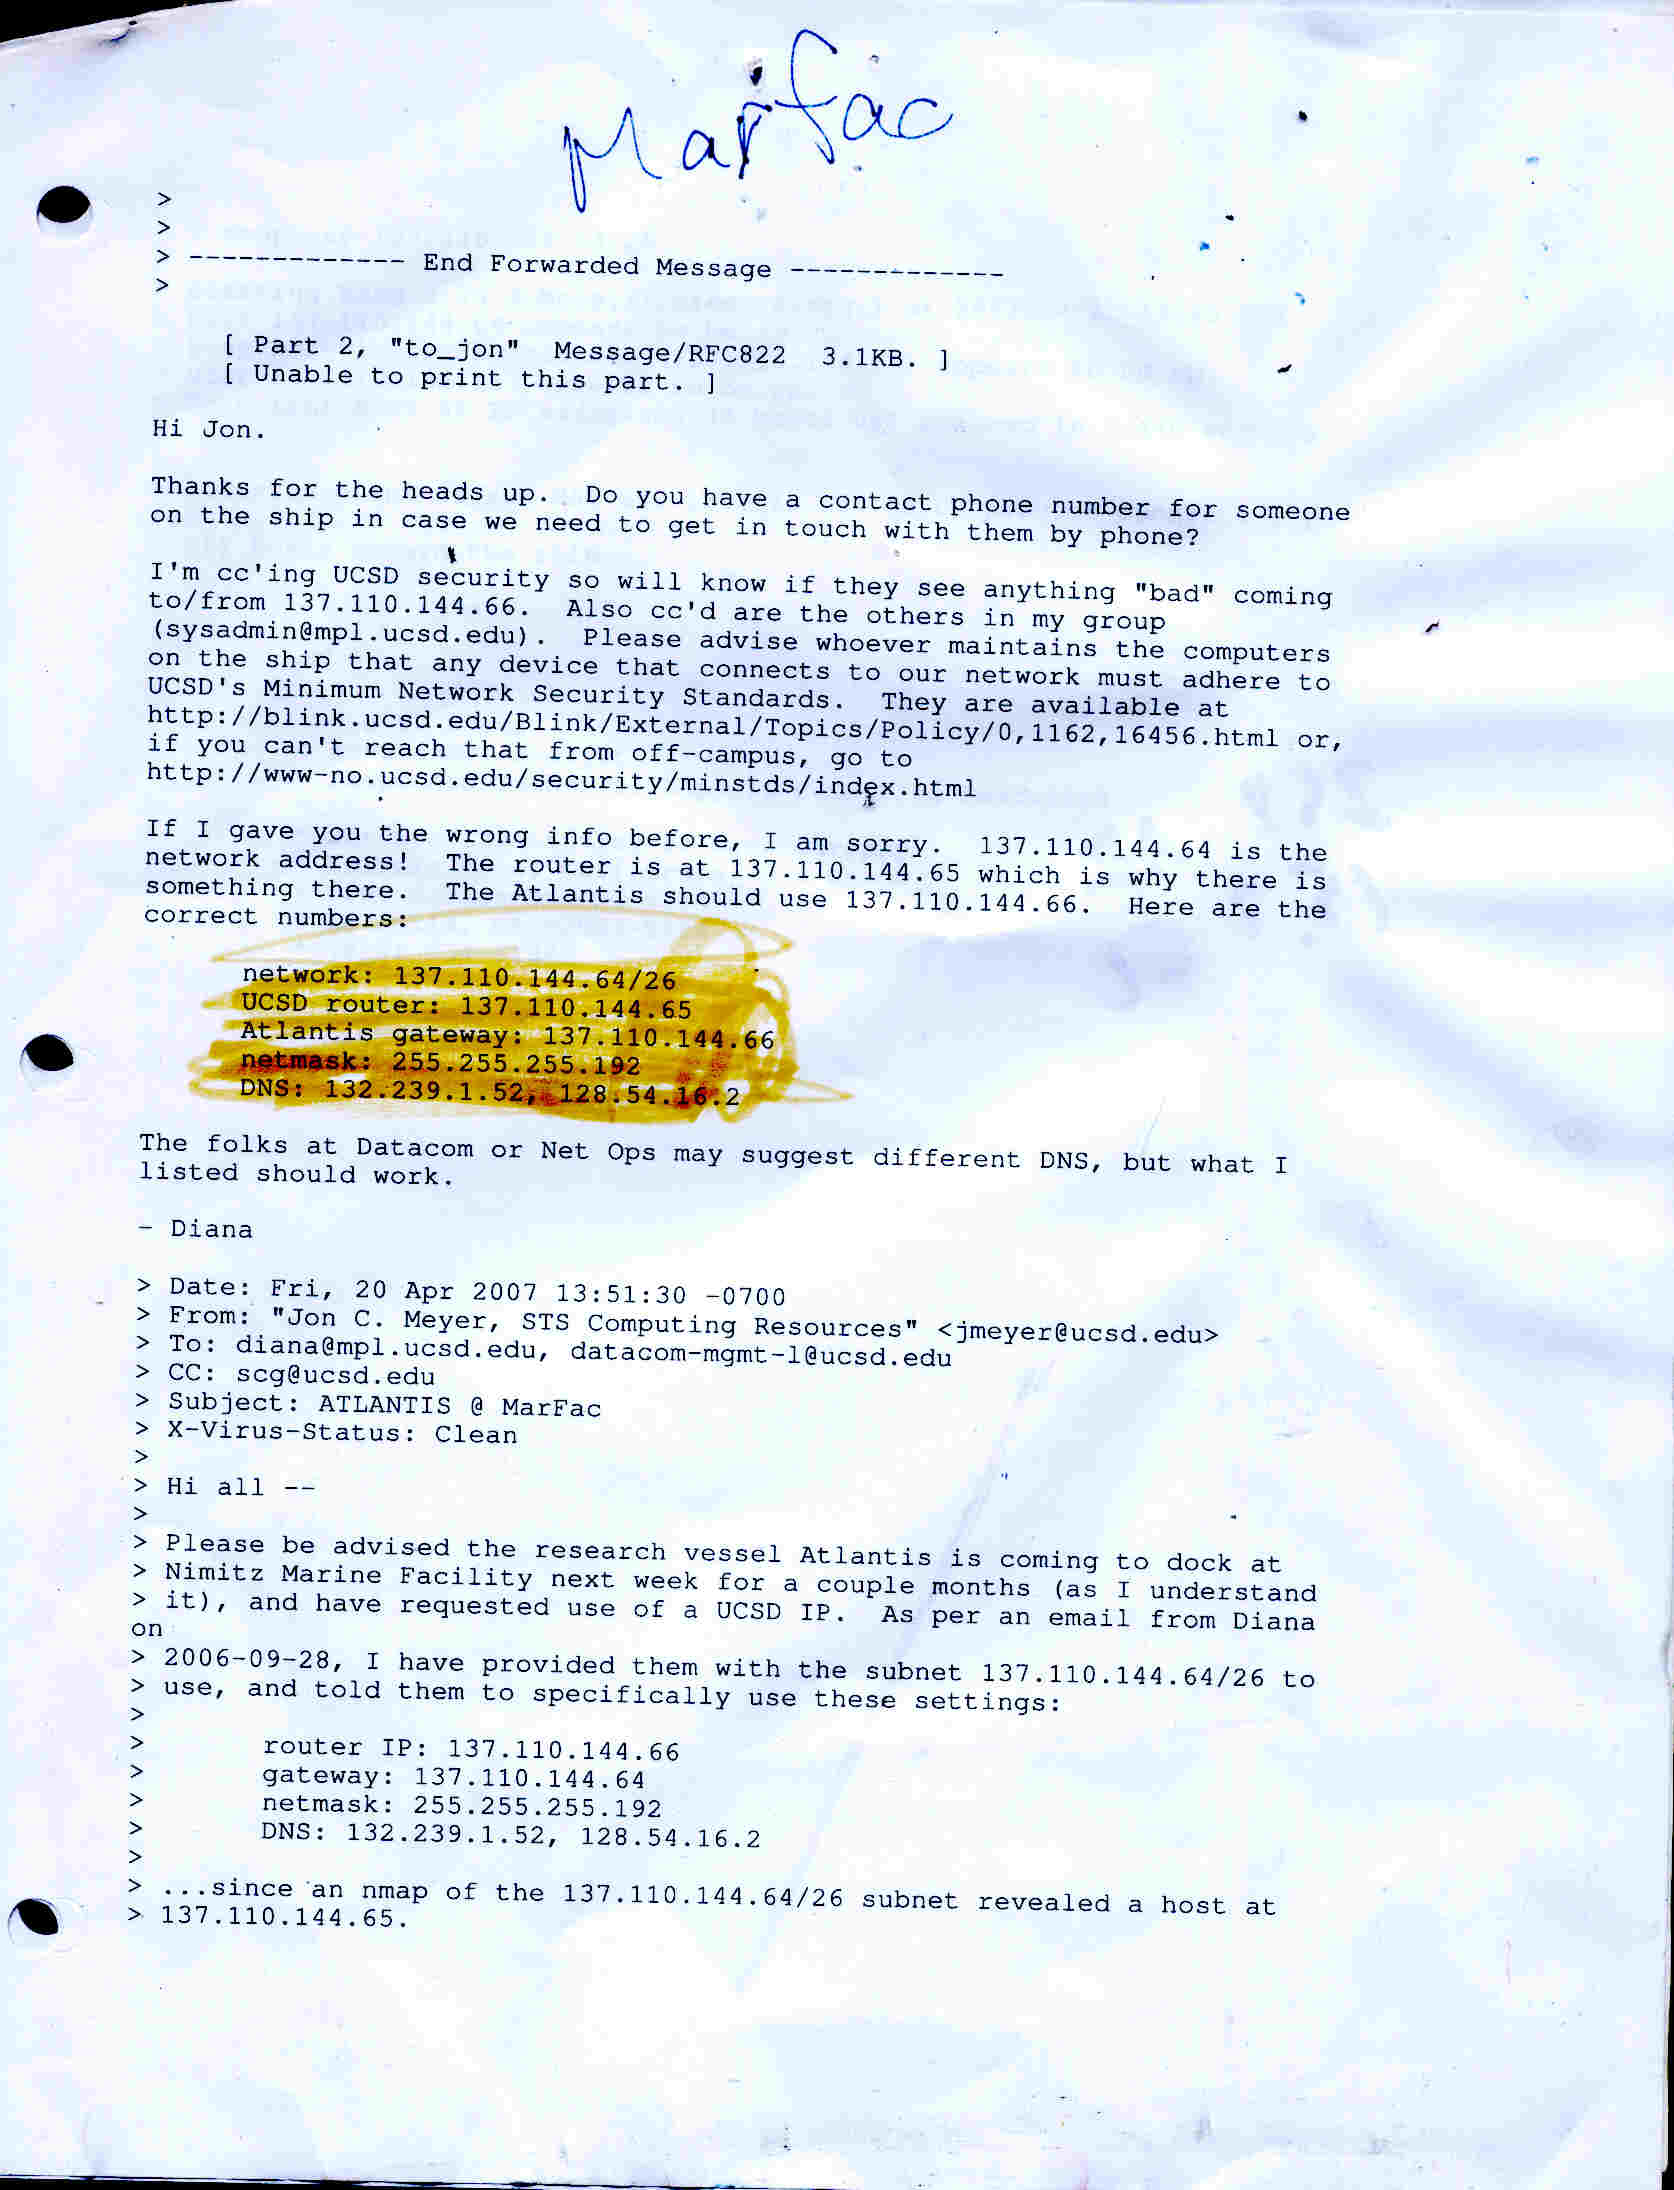 Marfac
>
>
> ------------- End Forwarded Message -------------
>
[ Part 2, "to_jon"  Message/RFC822  3.1KB. ]
[ Unable to print this part. ]
Hi Jon.
Thanks for the heads up.  Do you have a contact phone number for someone
on the ship in case we need to get in touch with them by phone?
I'm cc'ing UCSD security so will know if they see anything "bad" coming
to/from 137.110.144.66.  Also cc'd are the others in my group
(sysadmin@mpl.ucsd.edu).  Please advise whoever maintains the computers
on the ship that any device that connects to our network must adhere to
UCSD's Minimum Network Security Standards.  They are available at
http://blink.ucsd.edu/Blink/External/Topics/Policy/0,1162,16456.html or,
if you can't reach that from off-campus, go to
http://www-no.ucsd.edu/security/minstds/index.html
If I gave you the wrong info before, I am sorry.  137.110.144.64 is the
network address!  The router is at 137.110.144.65 which is why there is
something there.  The Atlantis should use 137.110.144.66.  Here are the
correct numbers:
network: 137.110.144.64/26
UCSD router: 137.110.144.65
Atlantis gateway: 137.110.144.66
netmask: 255.255.255.192
DNS: 132.239.1.52, 128.54.16.2
The folks at Datacom or Net Ops may suggest different DNS, but what I
listed should work.
- Diana
> Date: Fri, 20 Apr 2007 13:51:30 -0700
> From: "Jon C. Meyer, STS Computing Resources" <jmeyer@ucsd.edu>
> To: diana@mpl.ucsd.edu, datacom-mgmt-l@ucsd.edu
> CC: scg@ucsd.edu
> Subject: ATLANTIS @ MarFac
> X-Virus-Status: Clean
>
> Hi all --
>
> Please be advised the research vessel Atlantis is coming to dock at
> Nimitz Marine Facility next week for a couple months (as I understand
> it), and have requested use of a UCSD IP.  As per an email from Diana
on
> 2006-09-28, I have provided them with the subnet 137.110.144.64/26 to
> use, and told them to specifically use these settings:
>
> router IP: 137.110.144.66
> gateway: 137.110.144.64
> netmask: 255.255.255.192
> DNS: 132.239.1.52, 128.54.16.2
>
> ...since an nmap of the 137.110.144.64/26 subnet revealed a host at
> 137.110.144.65.